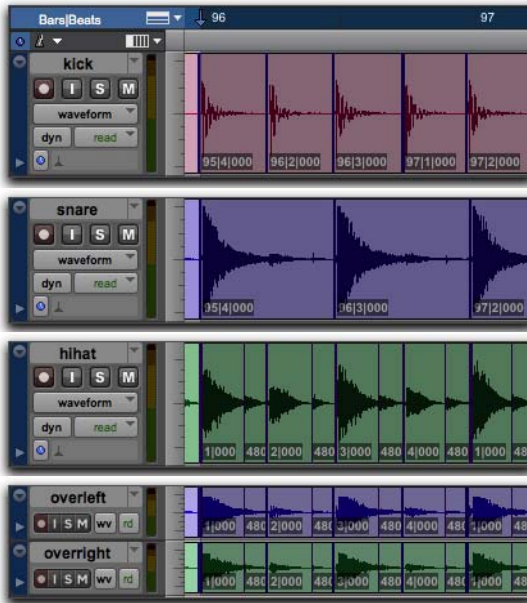 Bars|Beats 96 97
kick
I S M
waveform
dyn read
95|4|000 96|2|000 96|3|000 97|1|000 97|2|000
snare
I S M
waveform
dyn read
95|4|000 96|3|000 97|2|000
hihat
I S M
waveform
dyn read
1|000 480 2|000 480 3|000 480 4|000 480 1|000 48
overleft
I S M wv rd
1|000 480 2|000 480 3|000 480 4|000 480 1|000 48
overright
I S M wv rd
1|000 480 2|000 480 3|000 480 4|000 480 1|000 48